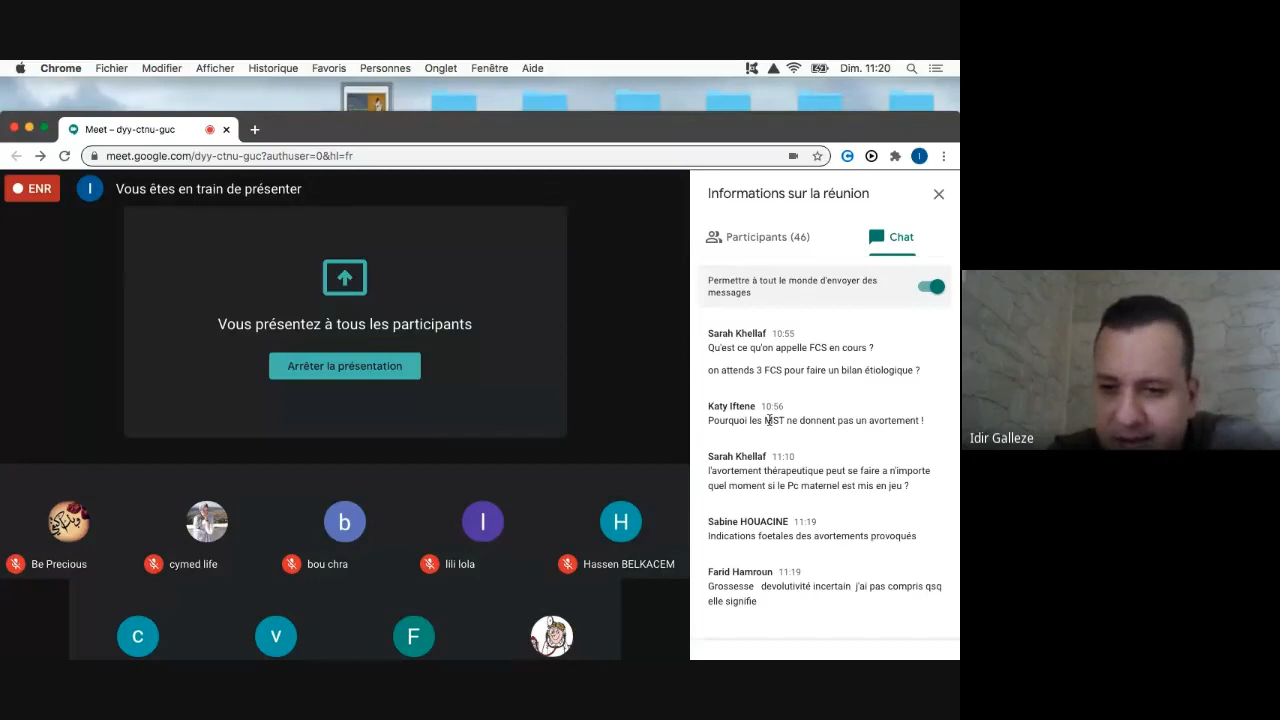 Chrome Fichier Modifier Afficher Historique Favoris Personnes Onglet Fenêtre Aide Dim. 11:20
Meet – dyy-ctnu-guc
meet.google.com/dyy-ctnu-guc?authuser=0&hl=fr
I
ENR
I
Vous êtes en train de présenter
Vous présentez à tous les participants
Arrêter la présentation
Informations sur la réunion
Participants (46)
Chat
Permettre à tout le monde d'envoyer des
messages
Sarah Khellaf 10:55
Qu'est ce qu'on appelle FCS en cours ?
on attends 3 FCS pour faire un bilan étiologique ?
Katy Iftene 10:56
Pourquoi les MST ne donnent pas un avortement !
Sarah Khellaf 11:10
l'avortement thérapeutique peut se faire a n'importe
quel moment si le Pc maternel est mis en jeu ?
Sabine HOUACINE 11:19
Indications foetales des avortements provoqués
Farid Hamroun 11:19
Grossesse devolutivité incertain j'ai pas compris qsq
elle signifie
b
l
H
Be Precious
cymed life
bou chra
lili lola
Hassen BELKACEM
c
v
F
Idir Galleze